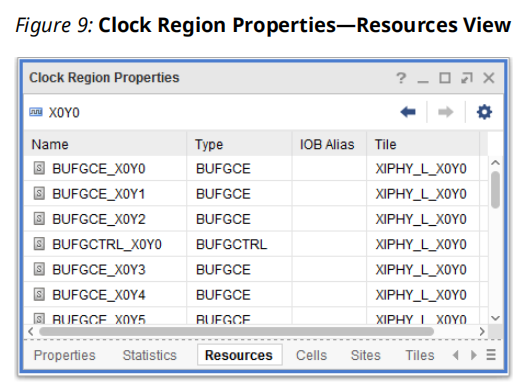 Figure 9: Clock Region Properties—Resources View
Clock Region Properties
X0Y0
Name Type IOB Alias Tile
BUFGCE_X0Y0 BUFGCE XIPHY_L_X0Y0
BUFGCE_X0Y1 BUFGCE XIPHY_L_X0Y0
BUFGCE_X0Y2 BUFGCE XIPHY_L_X0Y0
BUFGCTRL_X0Y0 BUFGCTRL XIPHY_L_X0Y0
BUFGCE_X0Y3 BUFGCE XIPHY_L_X0Y0
BUFGCE_X0Y4 BUFGCE XIPHY_L_X0Y0
BUFGCE_X0Y5 BUFGCE XIPHY_L_X0Y0
Properties Statistics Resources Cells Sites Tiles